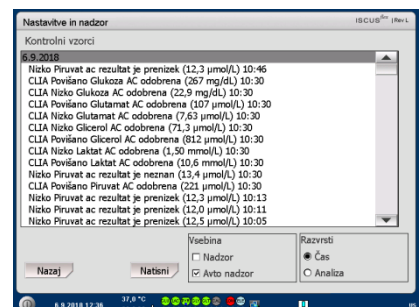 Nastavitve in nadzor
ISCUSflex |Rev L
Kontrolni vzorci
6.9.2018
Nizko Piruvat ac rezultat je prenizek (12,3 µmol/L) 10:46
CLIA Povišano Glukoza AC odobrena (267 mg/dL) 10:30
CLIA Nizko Glukoza AC odobrena (22,9 mg/dL) 10:30
CLIA Povišano Glutamat AC odobrena (107 µmol/L) 10:30
CLIA Nizko Glutamat AC odobrena (7,63 µmol/L) 10:30
CLIA Nizko Glicerol AC odobrena (71,3 µmol/L) 10:30
CLIA Povišano Glicerol AC odobrena (812 µmol/L) 10:30
CLIA Nizko Laktat AC odobrena (1,50 mmol/L) 10:30
CLIA Povišano Laktat AC odobrena (10,6 mmol/L) 10:30
Nizko Piruvat ac rezultat je neznan (13,4 µmol/L) 10:30
CLIA Povišano Piruvat AC odobrena (221 µmol/L) 10:30
Nizko Piruvat ac rezultat je prenizek (12,3 µmol/L) 10:13
Nizko Piruvat ac rezultat je prenizek (12,0 µmol/L) 10:11
Nizko Piruvat ac rezultat je prenizek (12,5 µmol/L) 10:05
Vsebina
Razvrsti
Nadzor
Čas
Nazaj
Natisni
Avto nadzor
Analiza
6.9.2018 12:36
37,0 °C